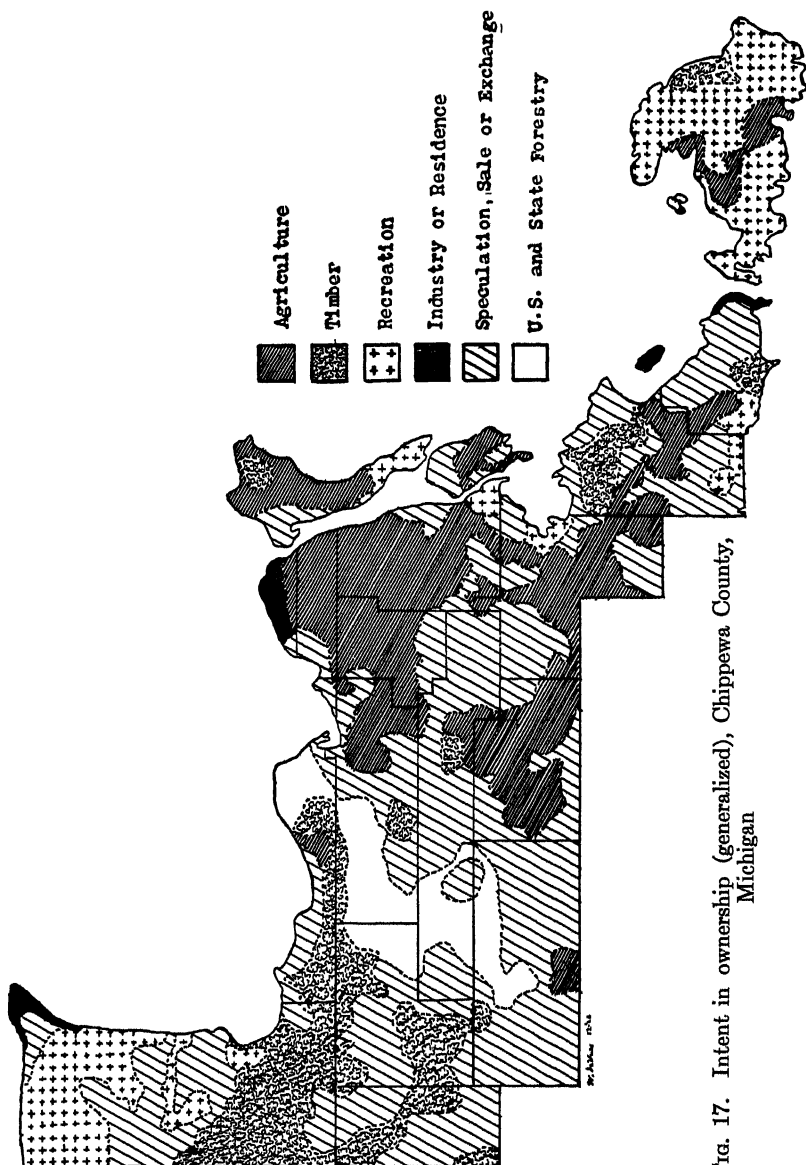 Agriculture
Timber
Recreation
Industry or Residence
Speculation, Sale or Exchange
U.S. and State Forestry
IG. 17. Intent in ownership (generalized), Chippewa County,
Michigan